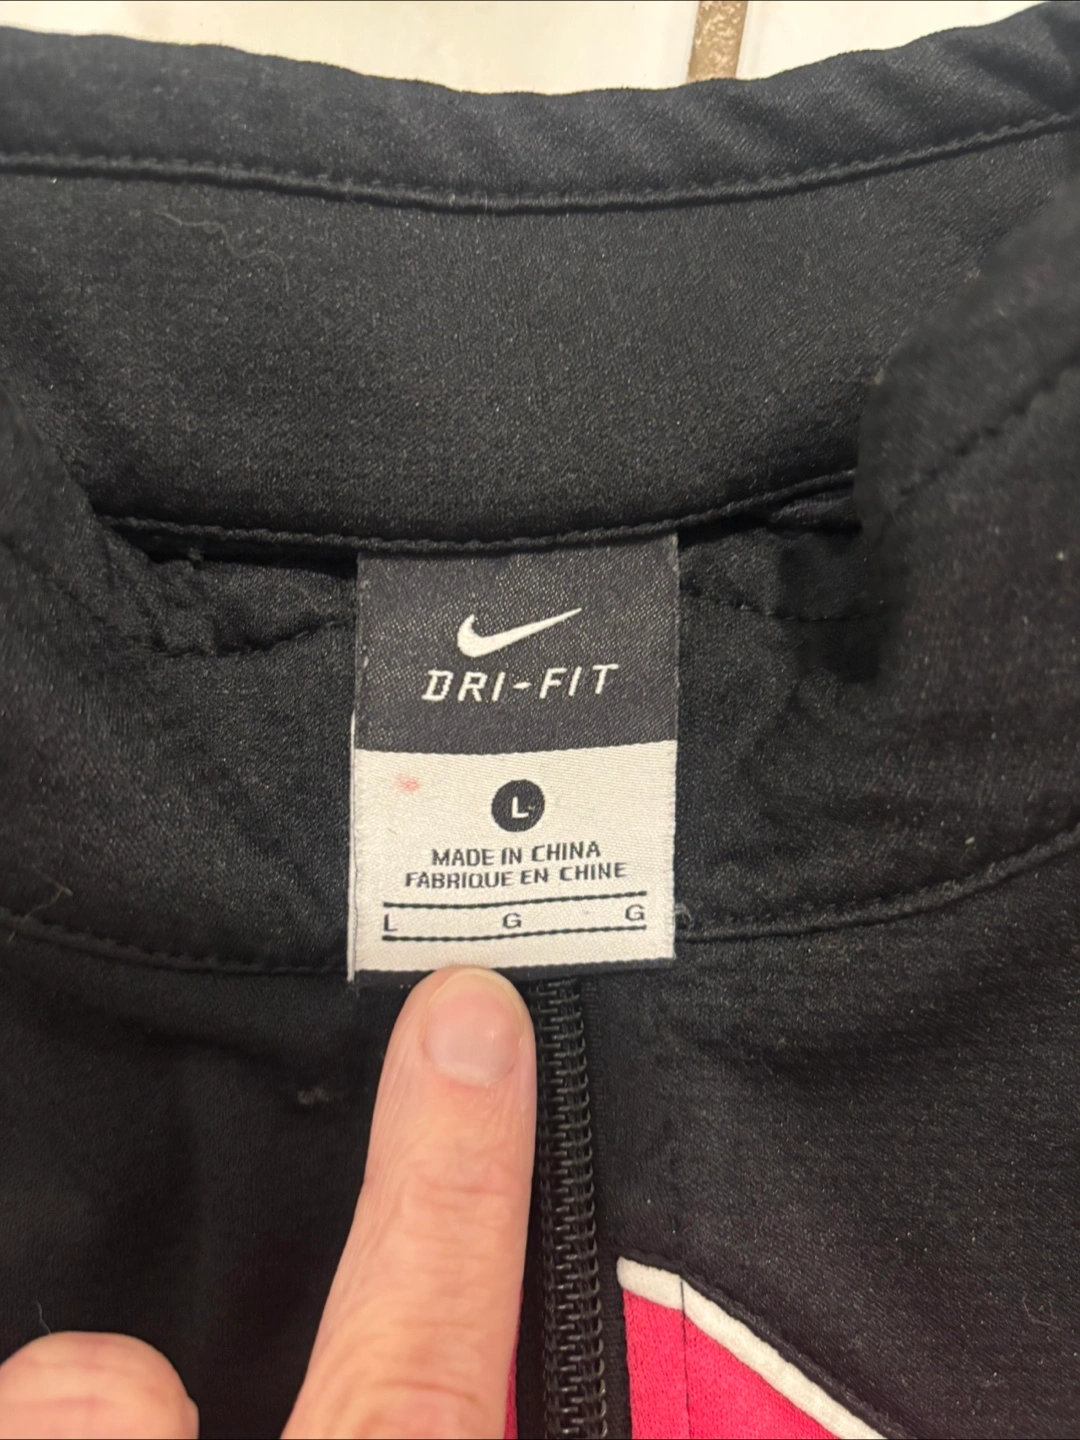 DRI-FIT
L
MADE IN CHINA
FABRIQUE EN CHINE
L G G